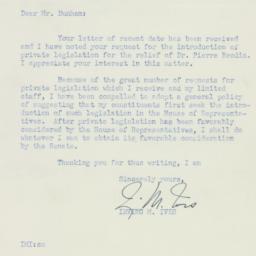 Dear Mr. Dunham:
Your letter of recent date has been received
and I have noted your request for the introduction of
private legislation for the relief of Dr. Pierre
I appreciate your interest in this matter.
Because of the great number of requests for
private legislation which I receive and my limited
staff, I have been compelled to adopt a general policy
of suggesting that my constituents first seek the intro-
duction of such legislation in the House of Representa-
tives. After private legislation has been favorably
considered by the House of Representatives, I shall do
whatever I can to obtain its favorable consideration
by the Senate.
Thanking you for thus writing, I am
Sincerely yours,
I. M. Ives
IRVING M. IVES
IMI: